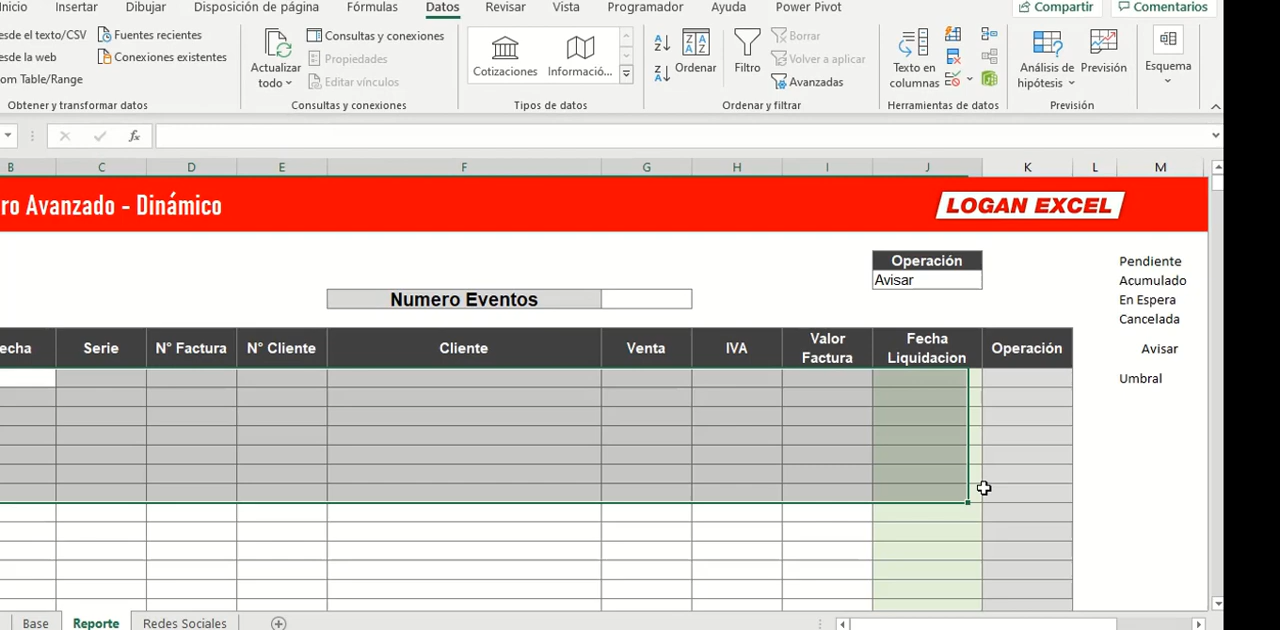 nicio Insertar Dibujar Disposición de página Fórmulas Datos Revisar Vista Programador Ayuda Power Pivot Compartir Comentarios
esde el texto/CSV Fuentes recientes
esde la web Conexiones existentes
om Table/Range
Obtener y transformar datos
Actualizar todo
Consultas y conexiones
Propiedades
Editar vínculos
Consultas y conexiones
Cotizaciones Informació...
Tipos de datos
Ordenar
Filtro
Borrar
Volver a aplicar
Avanzadas
Ordenar y filtrar
Texto en
columnas
Herramientas de datos
Análisis de
hipótesis
Previsión
Previsión
Esquema
fx
B C D E F G H I J K L M
ro Avanzado - Dinámico
LOGAN EXCEL
Operación
Avisar
Numero Eventos
Pendiente
Acumulado
En Espera
Cancelada
Avisar
Umbral
echa Serie N° Factura N° Cliente Cliente Venta IVA Valor Factura Fecha Liquidacion Operación
Base Reporte Redes Sociales